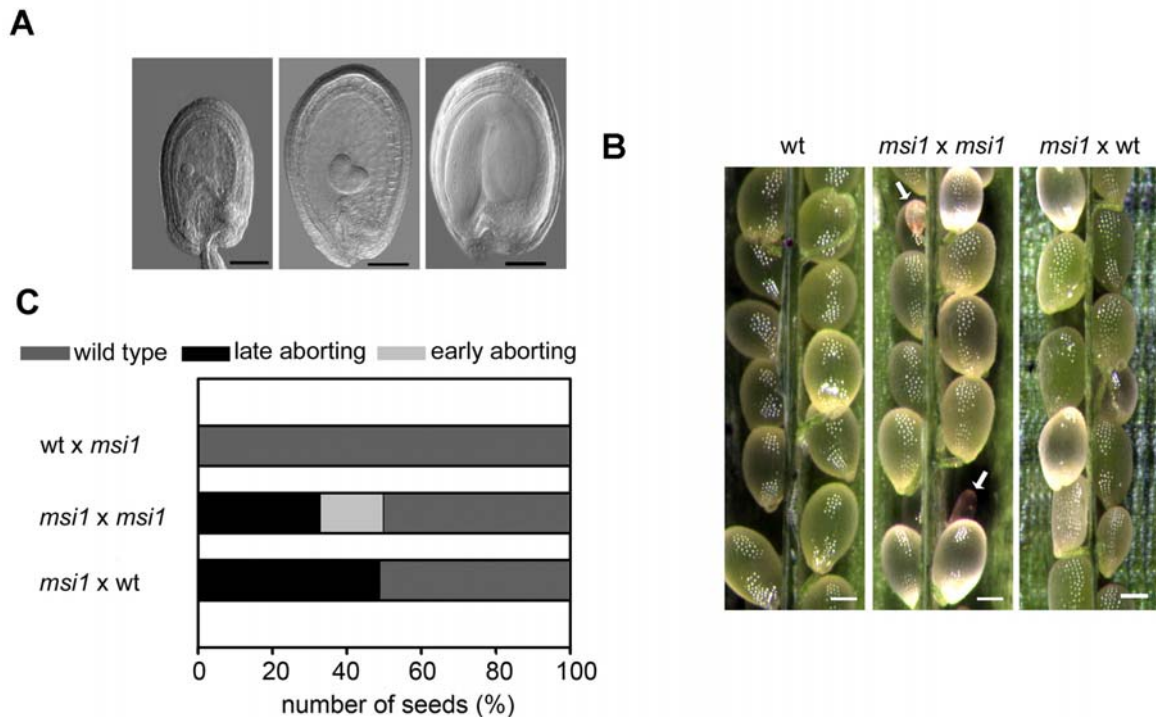 A
B
wt
msi1 x msi1
msi1 x wt
C
wild type
late aborting
early aborting
wt x msi1
msi1 x msi1
msi1 x wt
0 20 40 60 80 100
number of seeds (%)